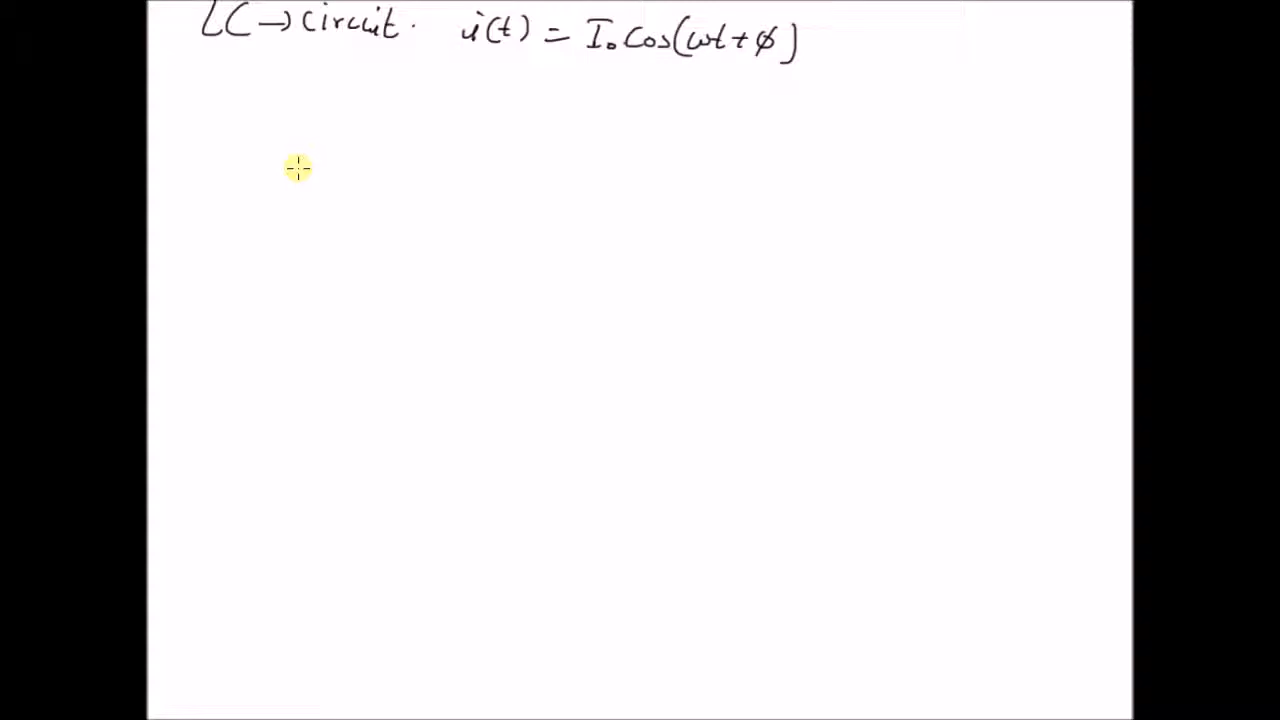 LC → Circuit. i(t) = I₀ Cos(ωt + φ)